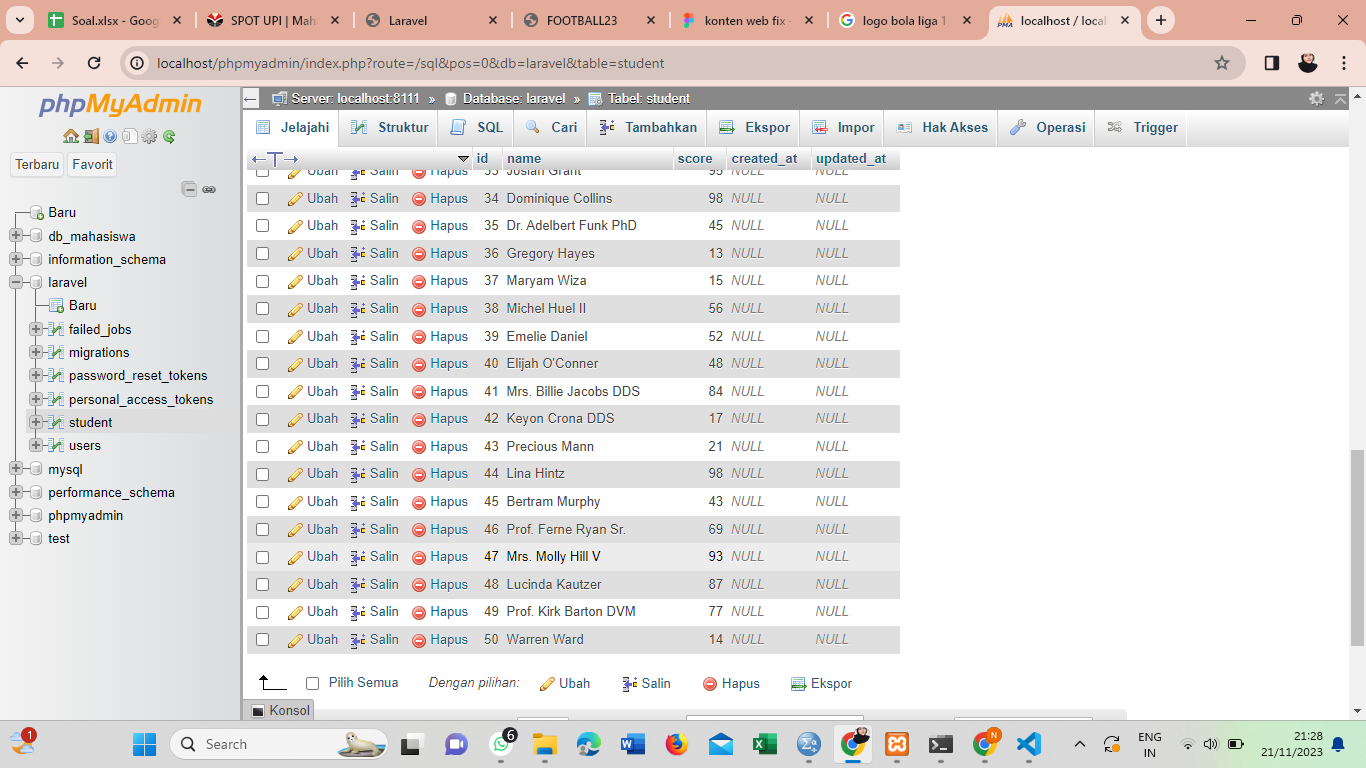 Soal.xlsx - Goog
SPOT UPI | Mah
Laravel
FOOTBALL23
konten web fix -
logo bola liga 1
localhost / local
localhost/phpmyadmin/index.php?route=/sql&pos=0&db=laravel&table=student
phpMyAdmin
Terbaru Favorit
Baru
db_mahasiswa
information_schema
laravel
Baru
failed_jobs
migrations
password_reset_tokens
personal_access_tokens
student
users
mysql
performance_schema
phpmyadmin
test
Server: localhost:8111 » Database: laravel » Tabel: student
Jelajahi Struktur SQL Cari Tambahkan Ekspor Impor Hak Akses Operasi Trigger
id name score created_at updated_at
Ubah Salin Hapus 33 Josiah Grant 95 NULL NULL
Ubah Salin Hapus 34 Dominique Collins 98 NULL NULL
Ubah Salin Hapus 35 Dr. Adelbert Funk PhD 45 NULL NULL
Ubah Salin Hapus 36 Gregory Hayes 13 NULL NULL
Ubah Salin Hapus 37 Maryam Wiza 15 NULL NULL
Ubah Salin Hapus 38 Michel Huel II 56 NULL NULL
Ubah Salin Hapus 39 Emelie Daniel 52 NULL NULL
Ubah Salin Hapus 40 Elijah O'Conner 48 NULL NULL
Ubah Salin Hapus 41 Mrs. Billie Jacobs DDS 84 NULL NULL
Ubah Salin Hapus 42 Keyon Crona DDS 17 NULL NULL
Ubah Salin Hapus 43 Precious Mann 21 NULL NULL
Ubah Salin Hapus 44 Lina Hintz 98 NULL NULL
Ubah Salin Hapus 45 Bertram Murphy 43 NULL NULL
Ubah Salin Hapus 46 Prof. Ferne Ryan Sr. 69 NULL NULL
Ubah Salin Hapus 47 Mrs. Molly Hill V 93 NULL NULL
Ubah Salin Hapus 48 Lucinda Kautzer 87 NULL NULL
Ubah Salin Hapus 49 Prof. Kirk Barton DVM 77 NULL NULL
Ubah Salin Hapus 50 Warren Ward 14 NULL NULL
Pilih Semua Dengan pilihan: Ubah Salin Hapus Ekspor
Konsol
1
Search
6
N
ENG
IN
21:28
21/11/2023